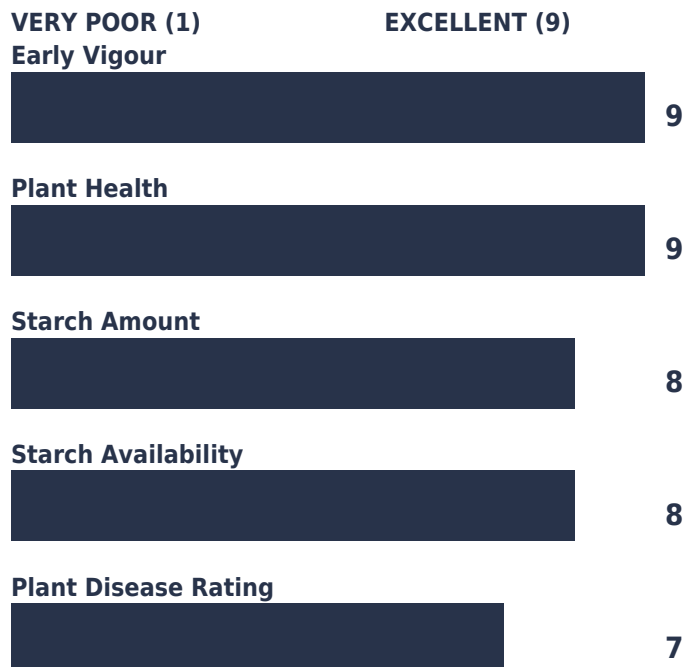 VERY POOR (1) EXCELLENT (9)
Early Vigour
9
Plant Health
9
Starch Amount
8
Starch Availability
8
Plant Disease Rating
7